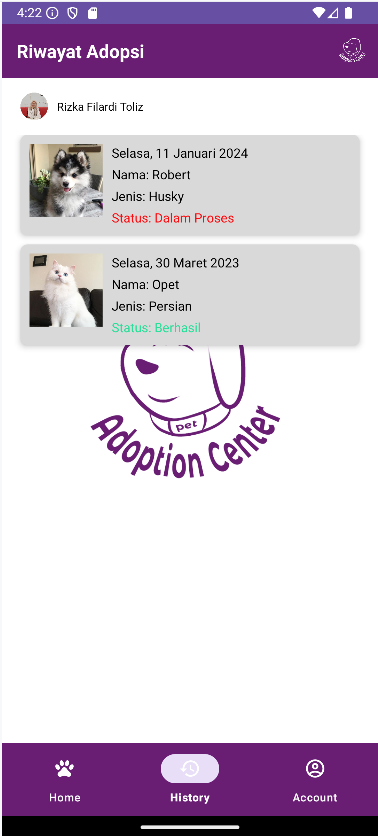 4:22
Riwayat Adopsi
Rizka Filardi Toliz
Selasa, 11 Januari 2024
Nama: Robert
Jenis: Husky
Status: Dalam Proses
Selasa, 30 Maret 2023
Nama: Opet
Jenis: Persian
Status: Berhasil
pet
Adoption Center
Home
History
Account